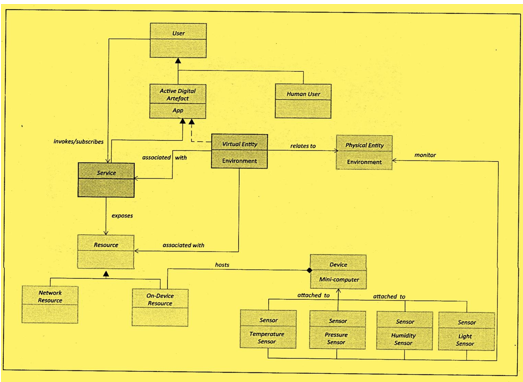 User
Active Digital
Artefact
App
Human User
invokes/subscribes
Virtual Entity
Environment
Physical Entity
Environment
relates to
monitor
associated with
Service
exposes
Resource
associated with
hosts
Device
Mini-computer
Network
Resource
On-Device
Resource
attached to
attached to
Sensor
Temperature
Sensor
Sensor
Pressure
Sensor
Sensor
Humidity
Sensor
Sensor
Light
Sensor